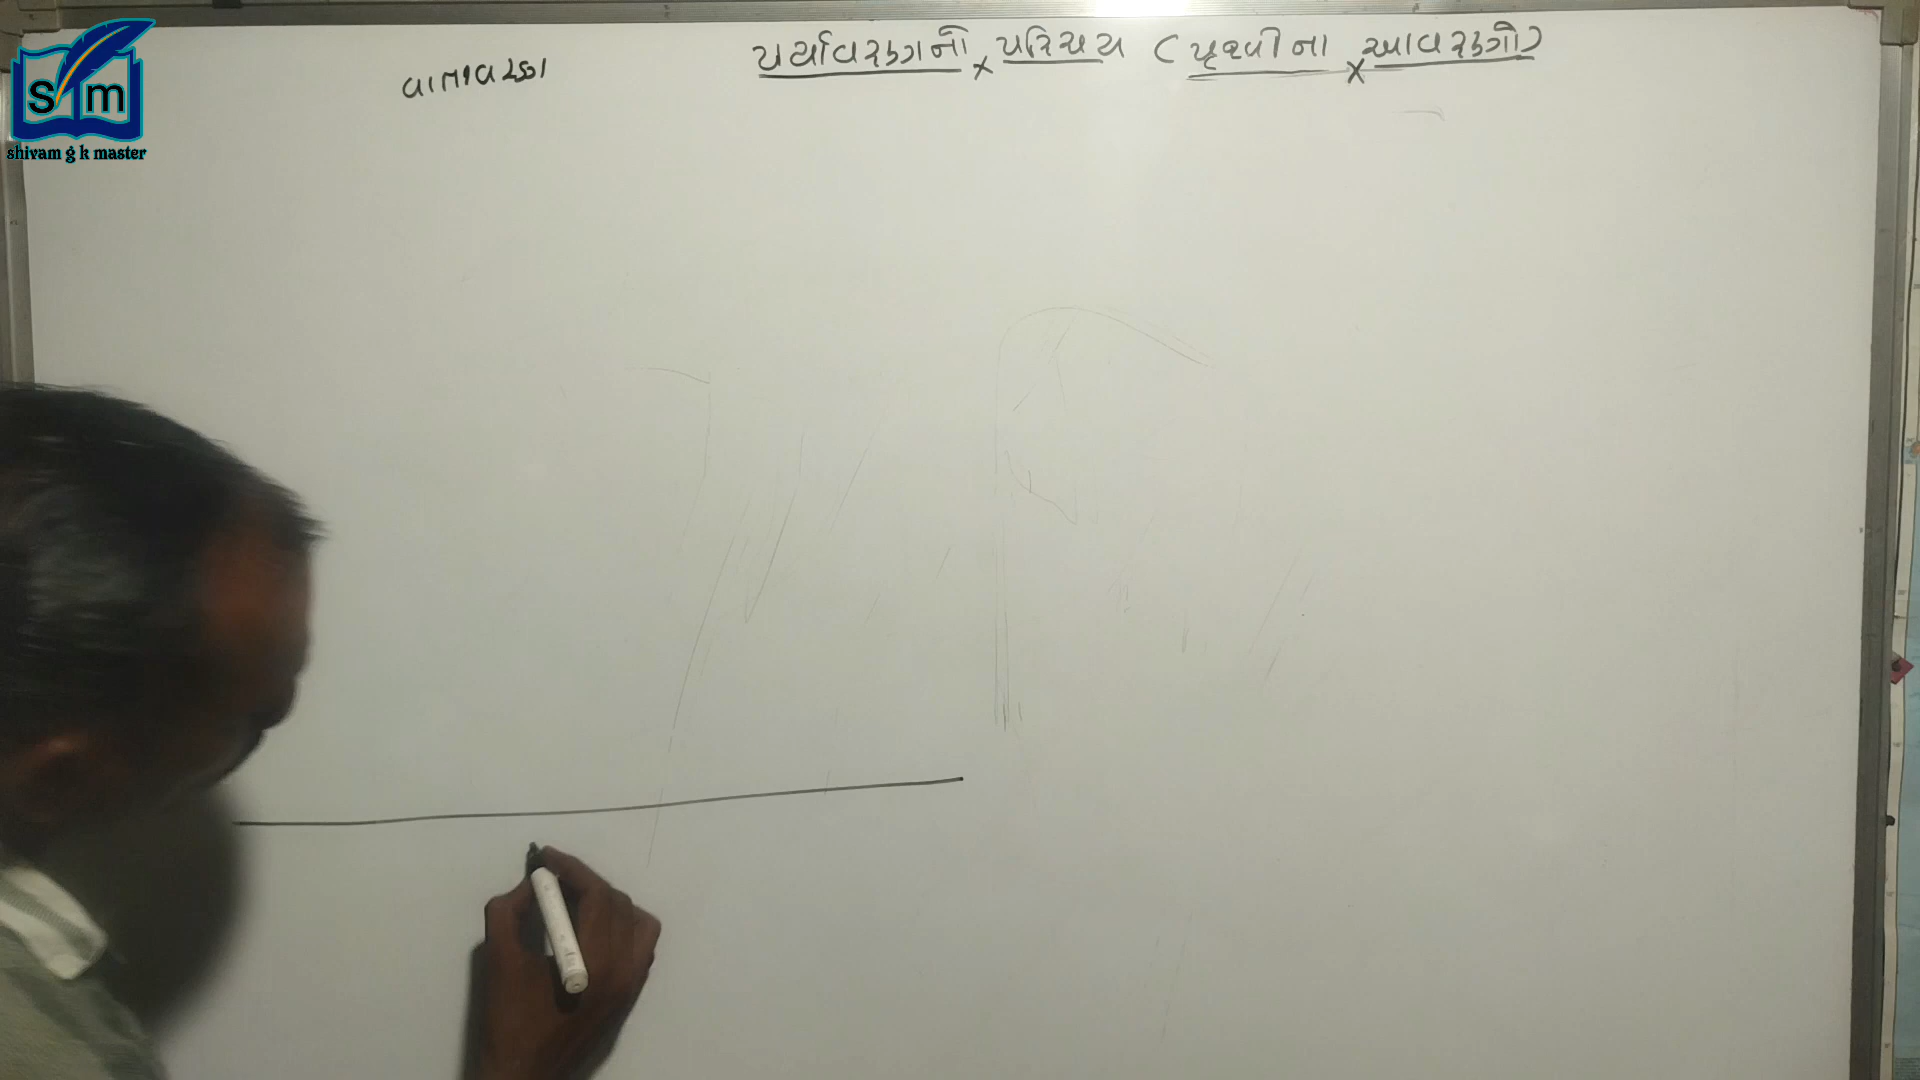 પર્યાવરણનો × પરિચય ( પૃથ્વીના × આવરણો )
વાતાવરણ
s m
shivam g k master